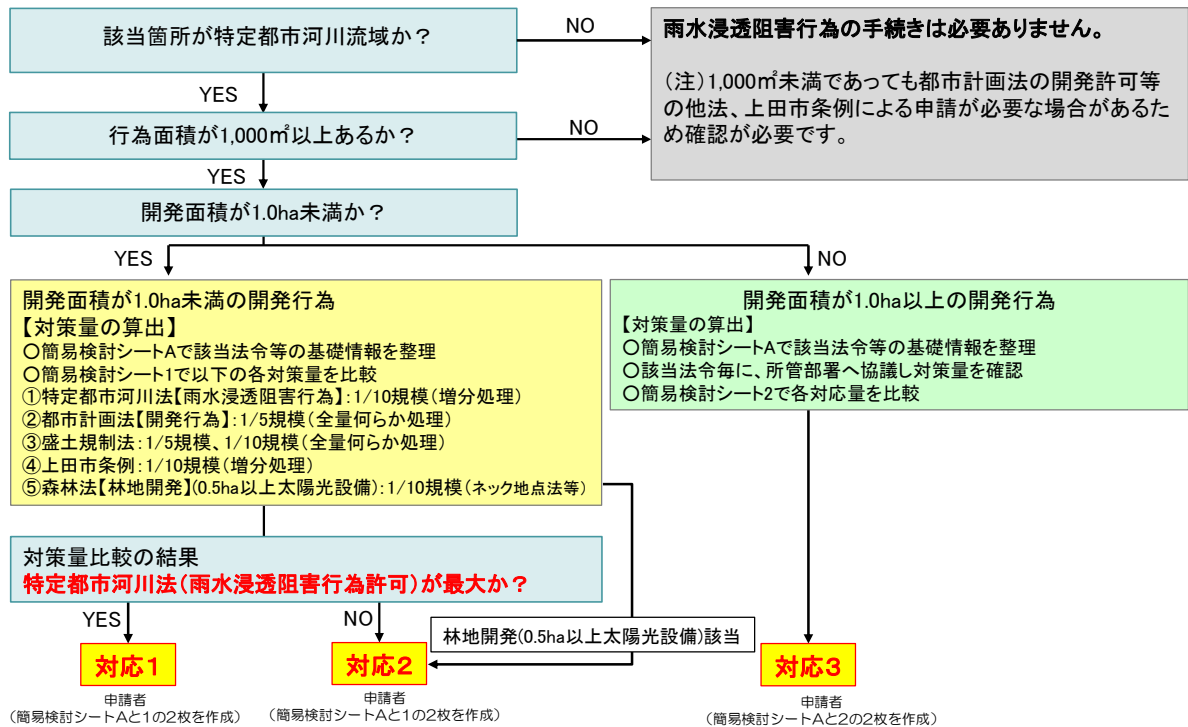 該当箇所が特定都市河川流域か？
NO
雨水浸透阻害行為の手続きは必要ありません。
（注）1,000㎡未満であっても都市計画法の開発許可等
の他法、上田市条例による申請が必要な場合があるた
め確認が必要です。
YES
行為面積が1,000㎡以上あるか？
NO
YES
開発面積が1.0ha未満か？
YES
NO
開発面積が1.0ha未満の開発行為
【対策量の算出】
○簡易検討シートAで該当法令等の基礎情報を整理
○簡易検討シート1で以下の各対策量を比較
①特定都市河川法【雨水浸透阻害行為】：1/10規模（増分処理）
②都市計画法【開発行為】：1/5規模（全量何らか処理）
③盛土規制法：1/5規模、1/10規模（全量何らか処理）
④上田市条例：1/10規模（増分処理）
⑤森林法【林地開発】（0.5ha以上太陽光設備）：1/10規模（ネック地点法等）
開発面積が1.0ha以上の開発行為
【対策量の算出】
○簡易検討シートAで該当法令等の基礎情報を整理
○該当法令毎に、所管部署へ協議し対策量を確認
○簡易検討シート2で各対応量を比較
対策量比較の結果
特定都市河川法（雨水浸透阻害行為許可）が最大か？
YES
NO
林地開発（0.5ha以上太陽光設備）該当
対応１
申請者
（簡易検討シートAと1の2枚を作成）
対応２
申請者
（簡易検討シートAと1の2枚を作成）
対応３
申請者
（簡易検討シートAと2の2枚を作成）